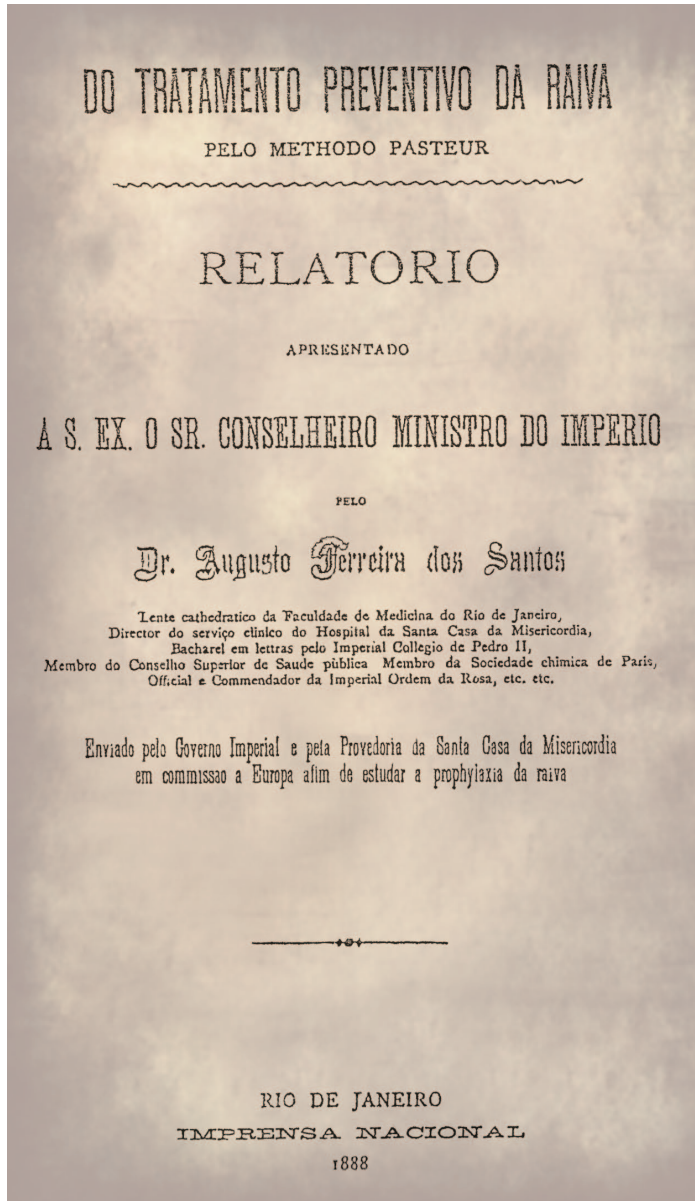 DO TRATAMENTO PREVENTIVO DA RAIVA
PELO METHODO PASTEUR
RELATORIO
APRESENTADO
A S. EX. O SR. CONSELHEIRO MINISTRO DO IMPERIO
PELO
Dr. Augusto Ferreira dos Santos
Lente cathedratico da Faculdade de Medicina do Rio de Janeiro,
Director do serviço clinico do Hospital da Santa Casa da Misericordia,
Bacharel em lettras pelo Imperial Collegio de Pedro II,
Membro do Conselho Superior de Saude pública Membro da Sociedade chimica de Paris,
Official e Commendador da Imperial Ordem da Rosa, etc. etc.
Enviado pelo Governo Imperial e pela Provedoria da Santa Casa da Misericordia
em commissao a Europa afim de estudar a prophylaxia da raiva
RIO DE JANEIRO
IMPRENSA NACIONAL
1888